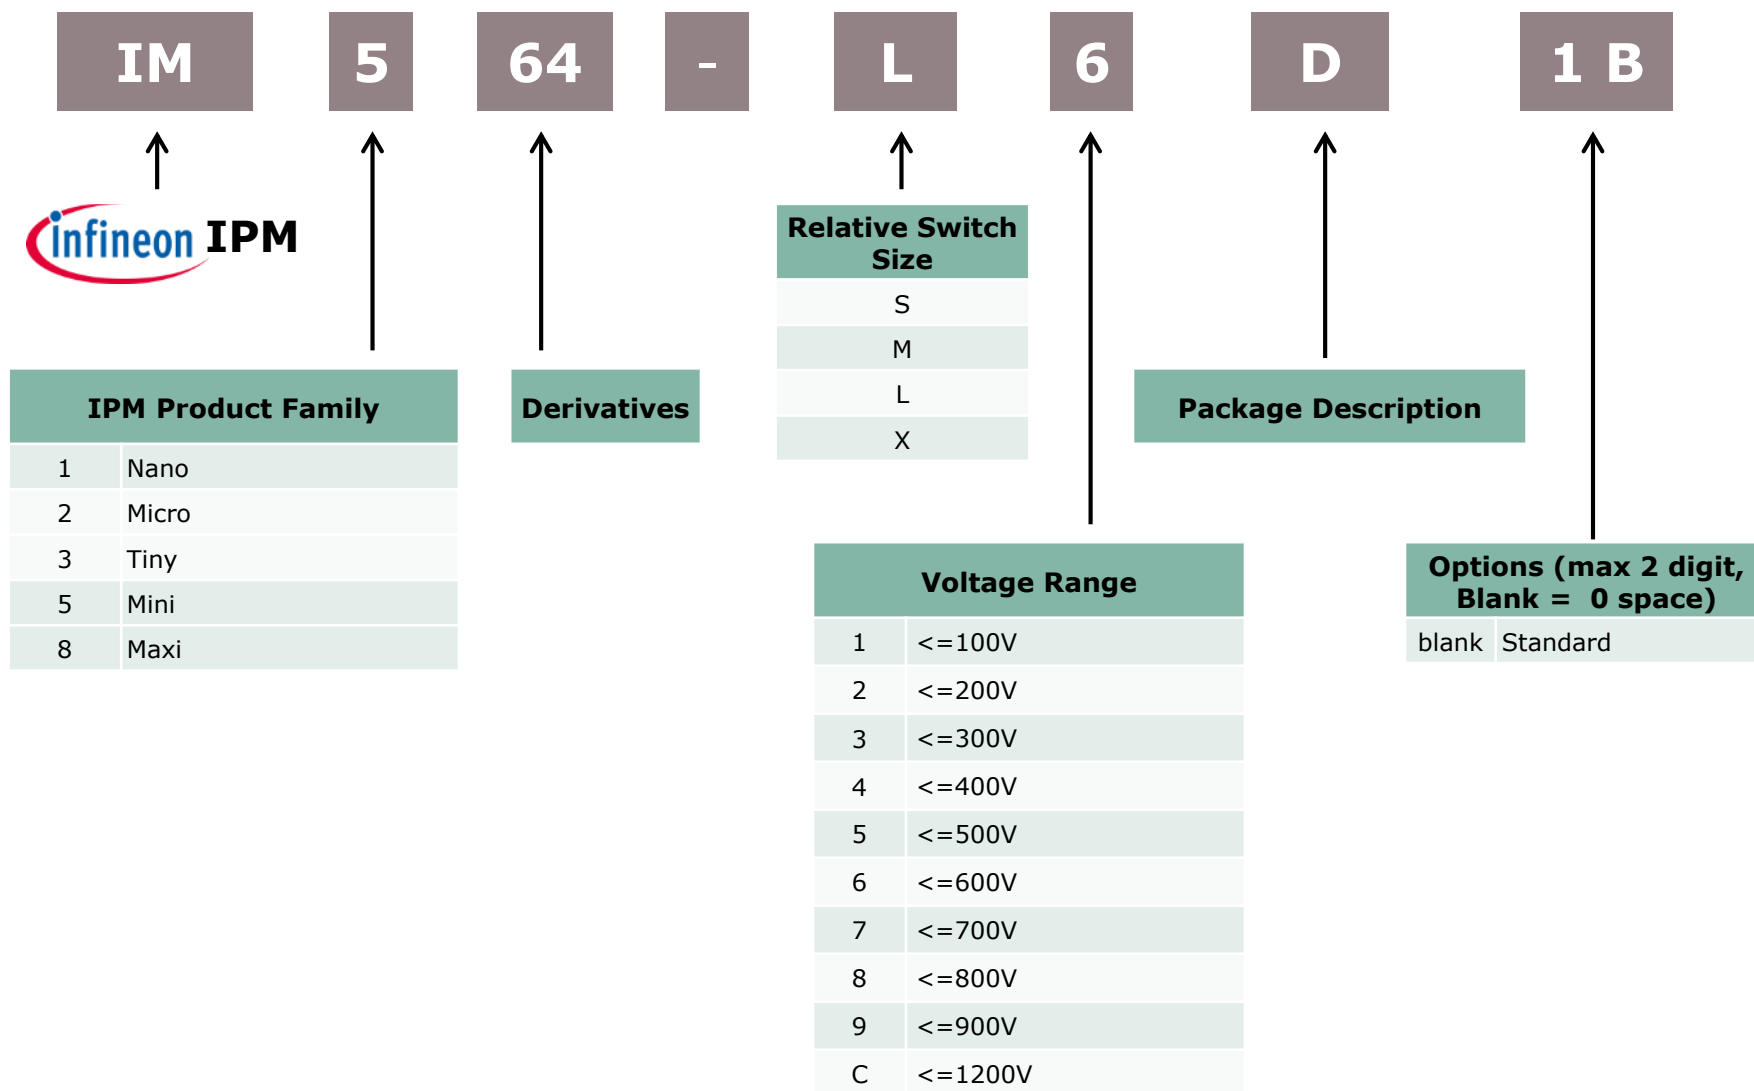 IM 5 64 - L 6 D 1 B
infineon IPM
Relative Switch
Size
S
M
L
X
IPM Product Family
1 Nano
2 Micro
3 Tiny
5 Mini
8 Maxi
Derivatives
Package Description
Voltage Range
1 <=100V
2 <=200V
3 <=300V
4 <=400V
5 <=500V
6 <=600V
7 <=700V
8 <=800V
9 <=900V
C <=1200V
Options (max 2 digit,
Blank = 0 space)
blank Standard